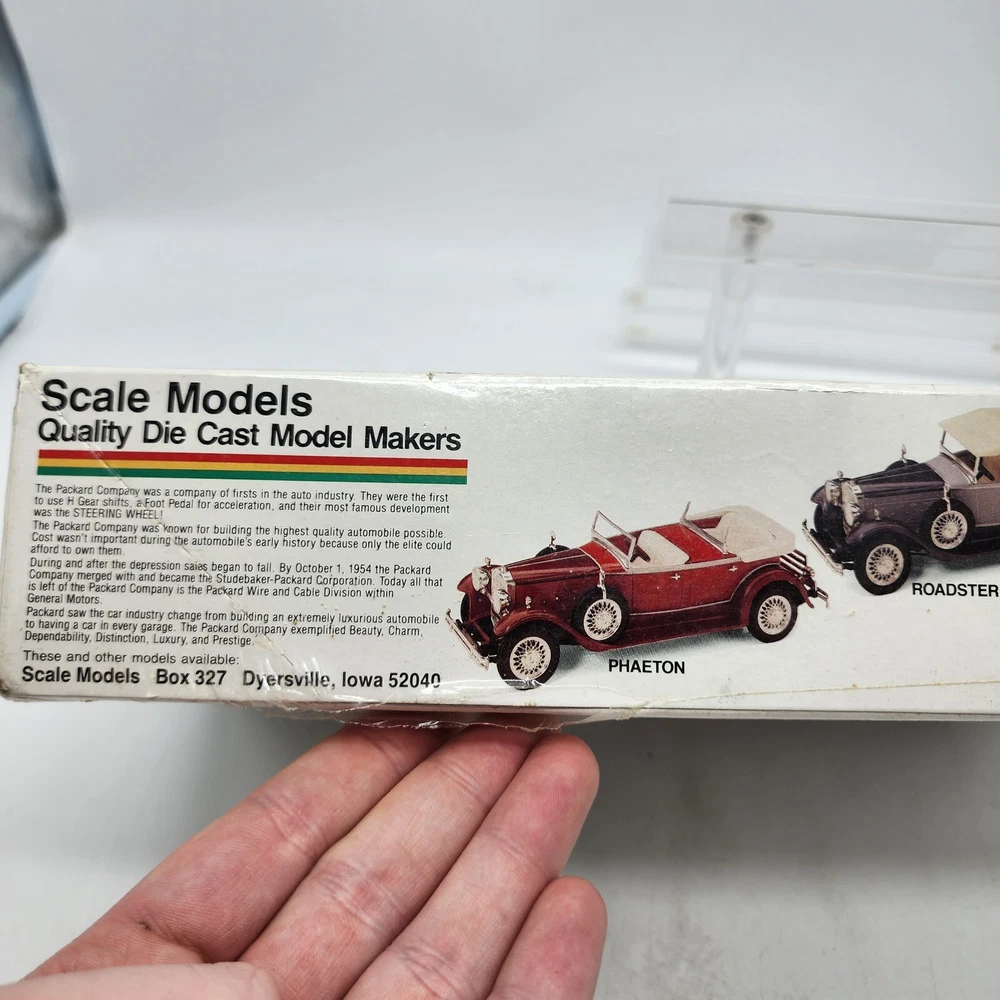 Scale Models
Quality Die Cast Model Makers
The Packard Company was a company of firsts in the auto industry. They were the first
to use H Gear shifts, a Foot Pedal for acceleration, and their most famous development
was the STEERING WHEEL!
The Packard Company was known for building the highest quality automobile possible.
Cost wasn't important during the automobile's early history because only the elite could
afford to own them.
During and after the depression sales began to fall. By October 1, 1954 the Packard
Company merged with and became the Studebaker-Packard Corporation. Today all that
is left of the Packard Company is the Packard Wire and Cable Division within
General Motors.
Packard saw the car industry change from building an extremely luxurious automobile
to having a car in every garage. The Packard Company exemplified Beauty, Charm,
Dependability, Distinction, Luxury, and Prestige.
These and other models available:
Scale Models Box 327 Dyersville, Iowa 52040
PHAETON
ROADSTER